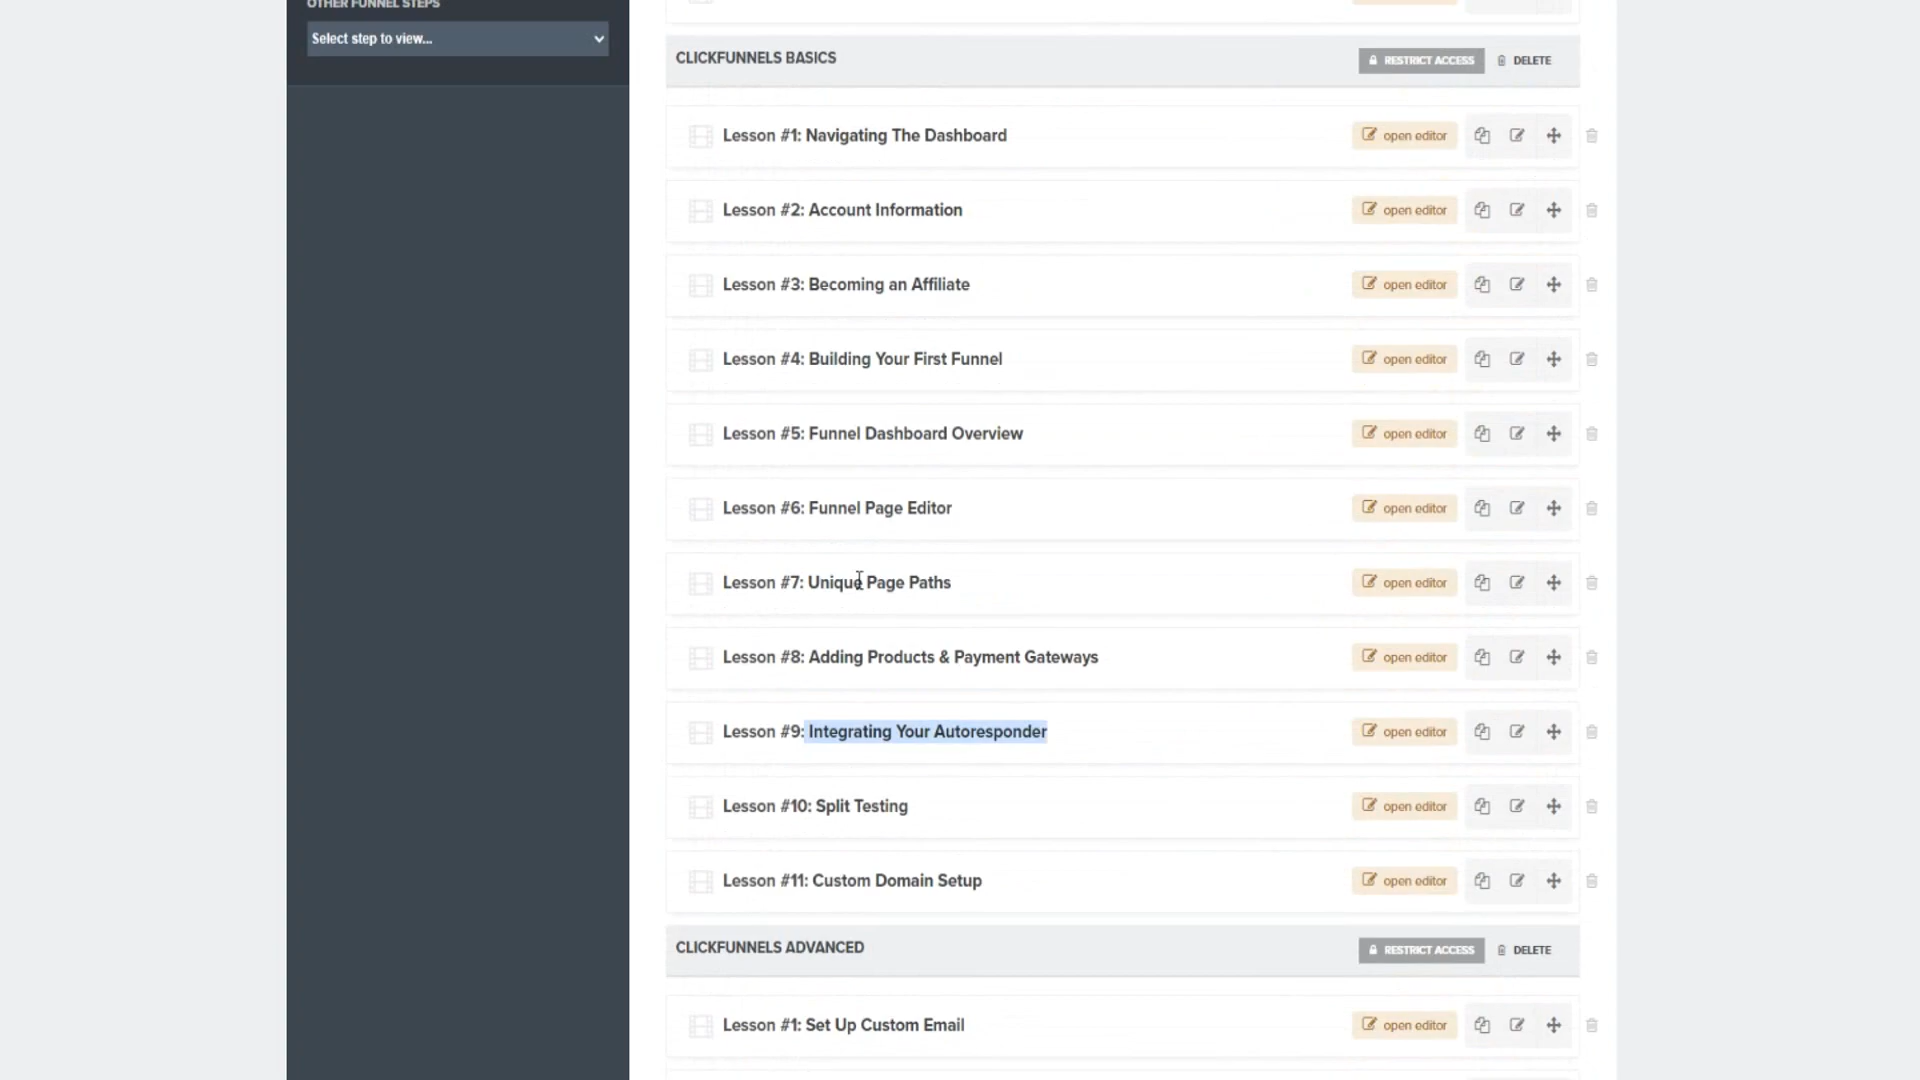 OTHER FUNNEL STEPS
Select step to view...
CLICKFUNNELS BASICS RESTRICT ACCESS DELETE
Lesson #1: Navigating The Dashboard open editor
Lesson #2: Account Information open editor
Lesson #3: Becoming an Affiliate open editor
Lesson #4: Building Your First Funnel open editor
Lesson #5: Funnel Dashboard Overview open editor
Lesson #6: Funnel Page Editor open editor
Lesson #7: Unique Page Paths open editor
Lesson #8: Adding Products & Payment Gateways open editor
Lesson #9: Integrating Your Autoresponder open editor
Lesson #10: Split Testing open editor
Lesson #11: Custom Domain Setup open editor
CLICKFUNNELS ADVANCED RESTRICT ACCESS DELETE
Lesson #1: Set Up Custom Email open editor